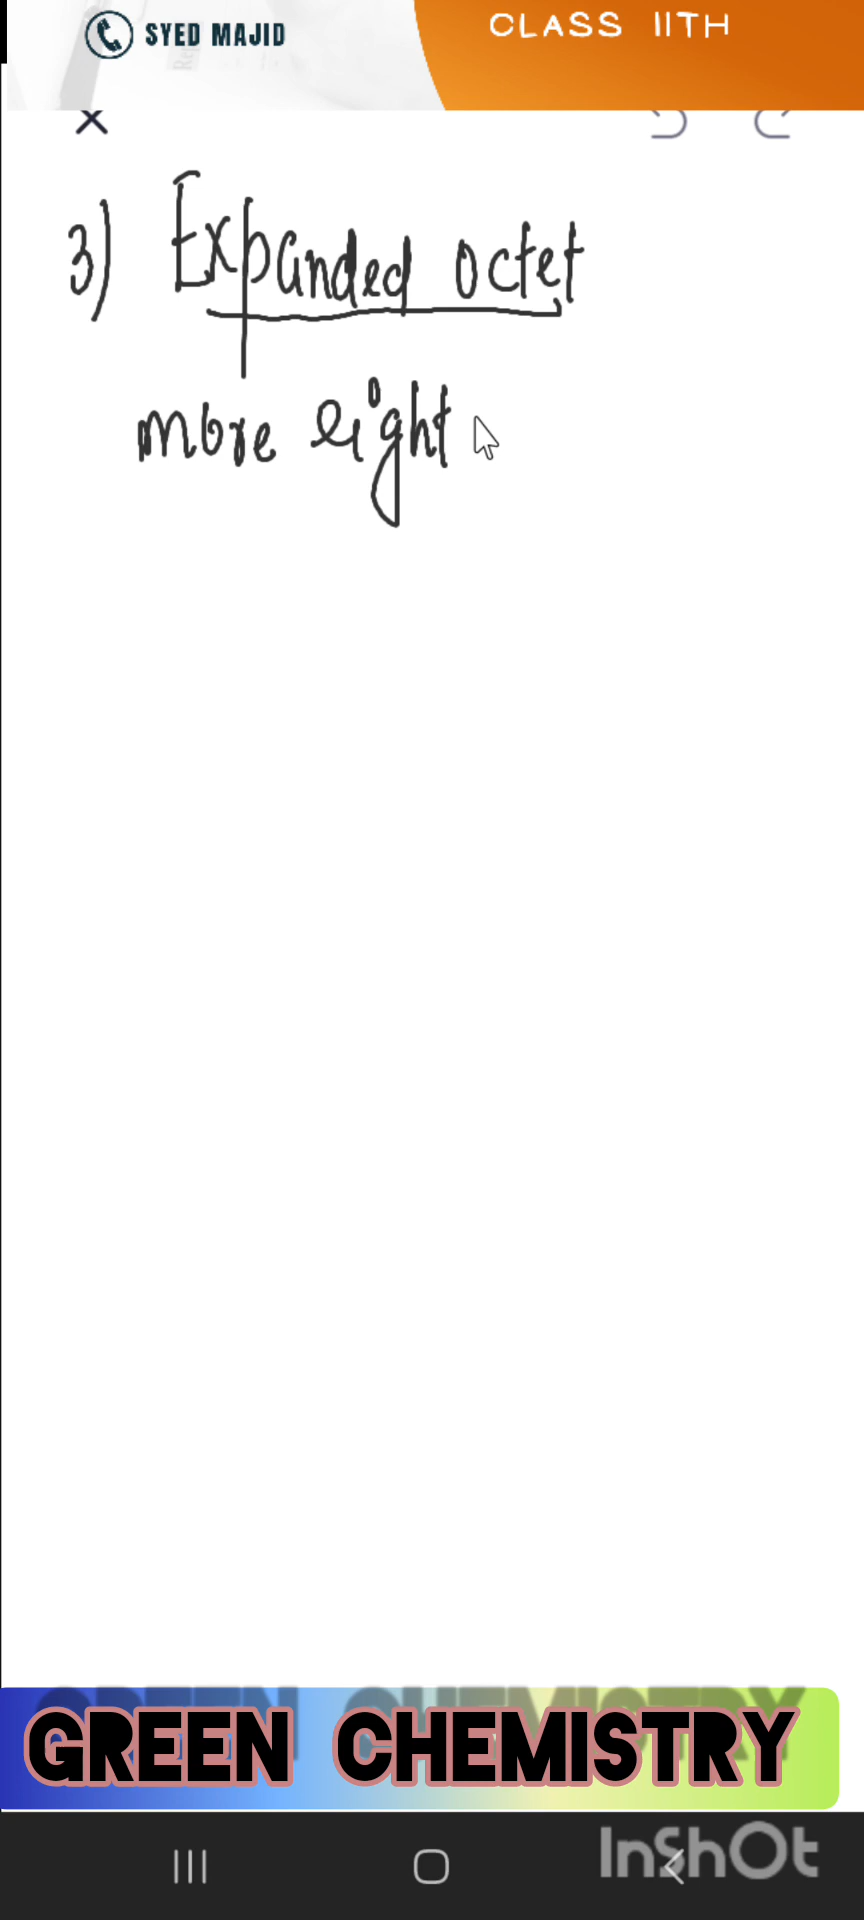 SYED MAJID
CLASS 11TH
3) Expanded octet
more eight
GREEN CHEMISTRY
InShOt